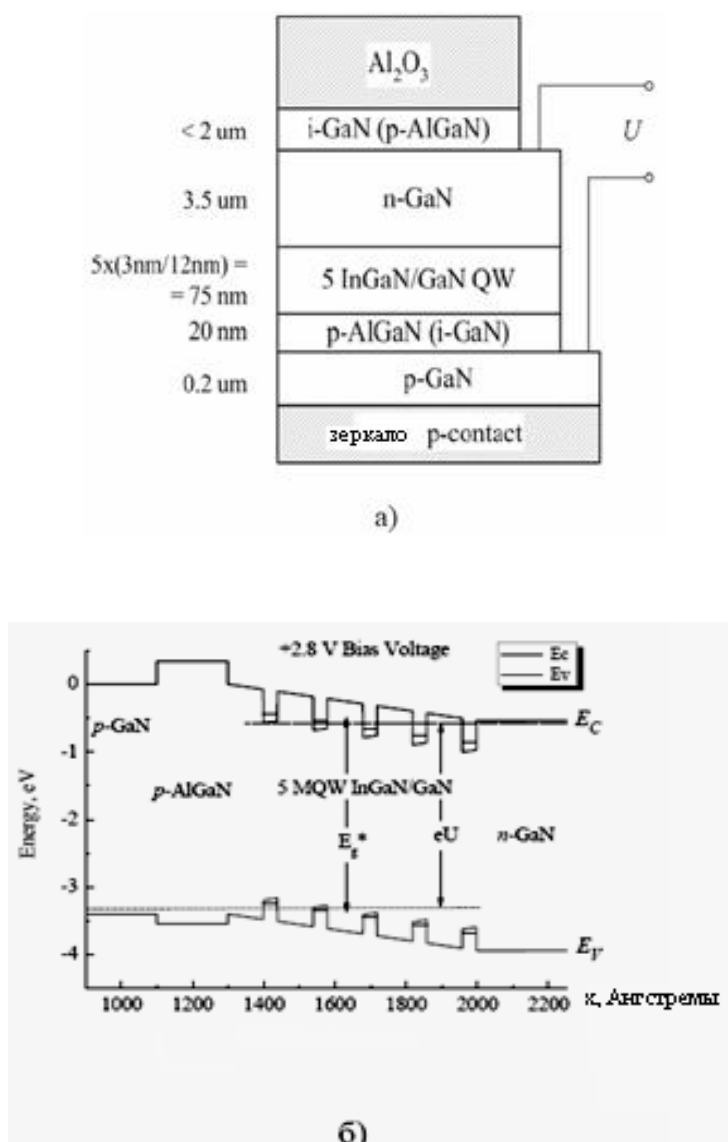 Al2O3
< 2 um
i-GaN (p-AlGaN)
U
3.5 um
n-GaN
5x(3nm/12nm) =
= 75 nm
5 InGaN/GaN QW
20 nm
p-AlGaN (i-GaN)
0.2 um
p-GaN
зеркало p-contact
а)
+2.8 V Bias Voltage
Ec
Ev
0
p-GaN
EC
-1
p-AlGaN
5 MQW InGaN/GaN
Energy, eV
-2
Eg*
eU
n-GaN
-3
-4
EV
1000 1200 1400 1600 1800 2000 2200
x, Ангстремы
б)